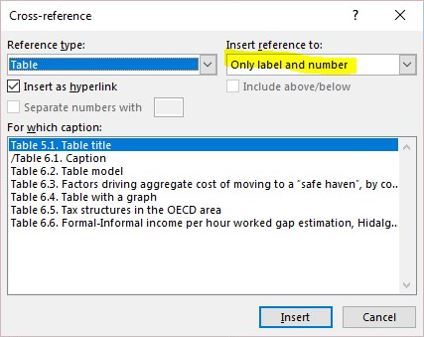 Cross-reference
Reference type:
Insert reference to:
Table
Only label and number
Insert as hyperlink
Include above/below
Separate numbers with
For which caption:
Table 5.1. Table title
/Table 6.1. Caption
Table 6.2. Table model
Table 6.3. Factors driving aggregate cost of moving to a "safe haven", by co...
Table 6.4. Table with a graph
Table 6.5. Tax structures in the OECD area
Table 6.6. Formal-Informal income per hour worked gap estimation, Hidalg...
Insert
Cancel